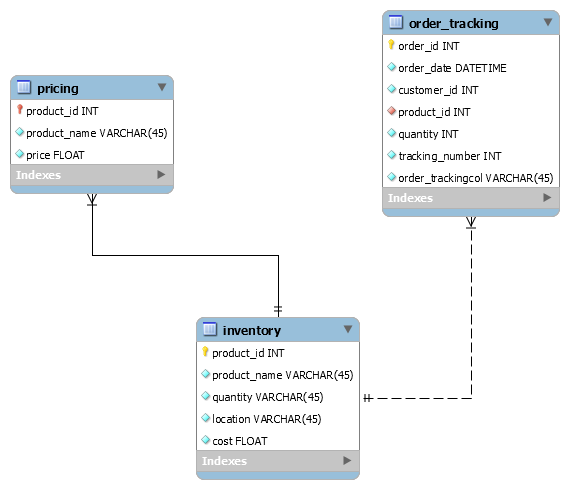 order_tracking
order_id INT
order_date DATETIME
customer_id INT
product_id INT
quantity INT
tracking_number INT
order_trackingcol VARCHAR(45)
Indexes
pricing
product_id INT
product_name VARCHAR(45)
price FLOAT
Indexes
inventory
product_id INT
product_name VARCHAR(45)
quantity VARCHAR(45)
location VARCHAR(45)
cost FLOAT
Indexes